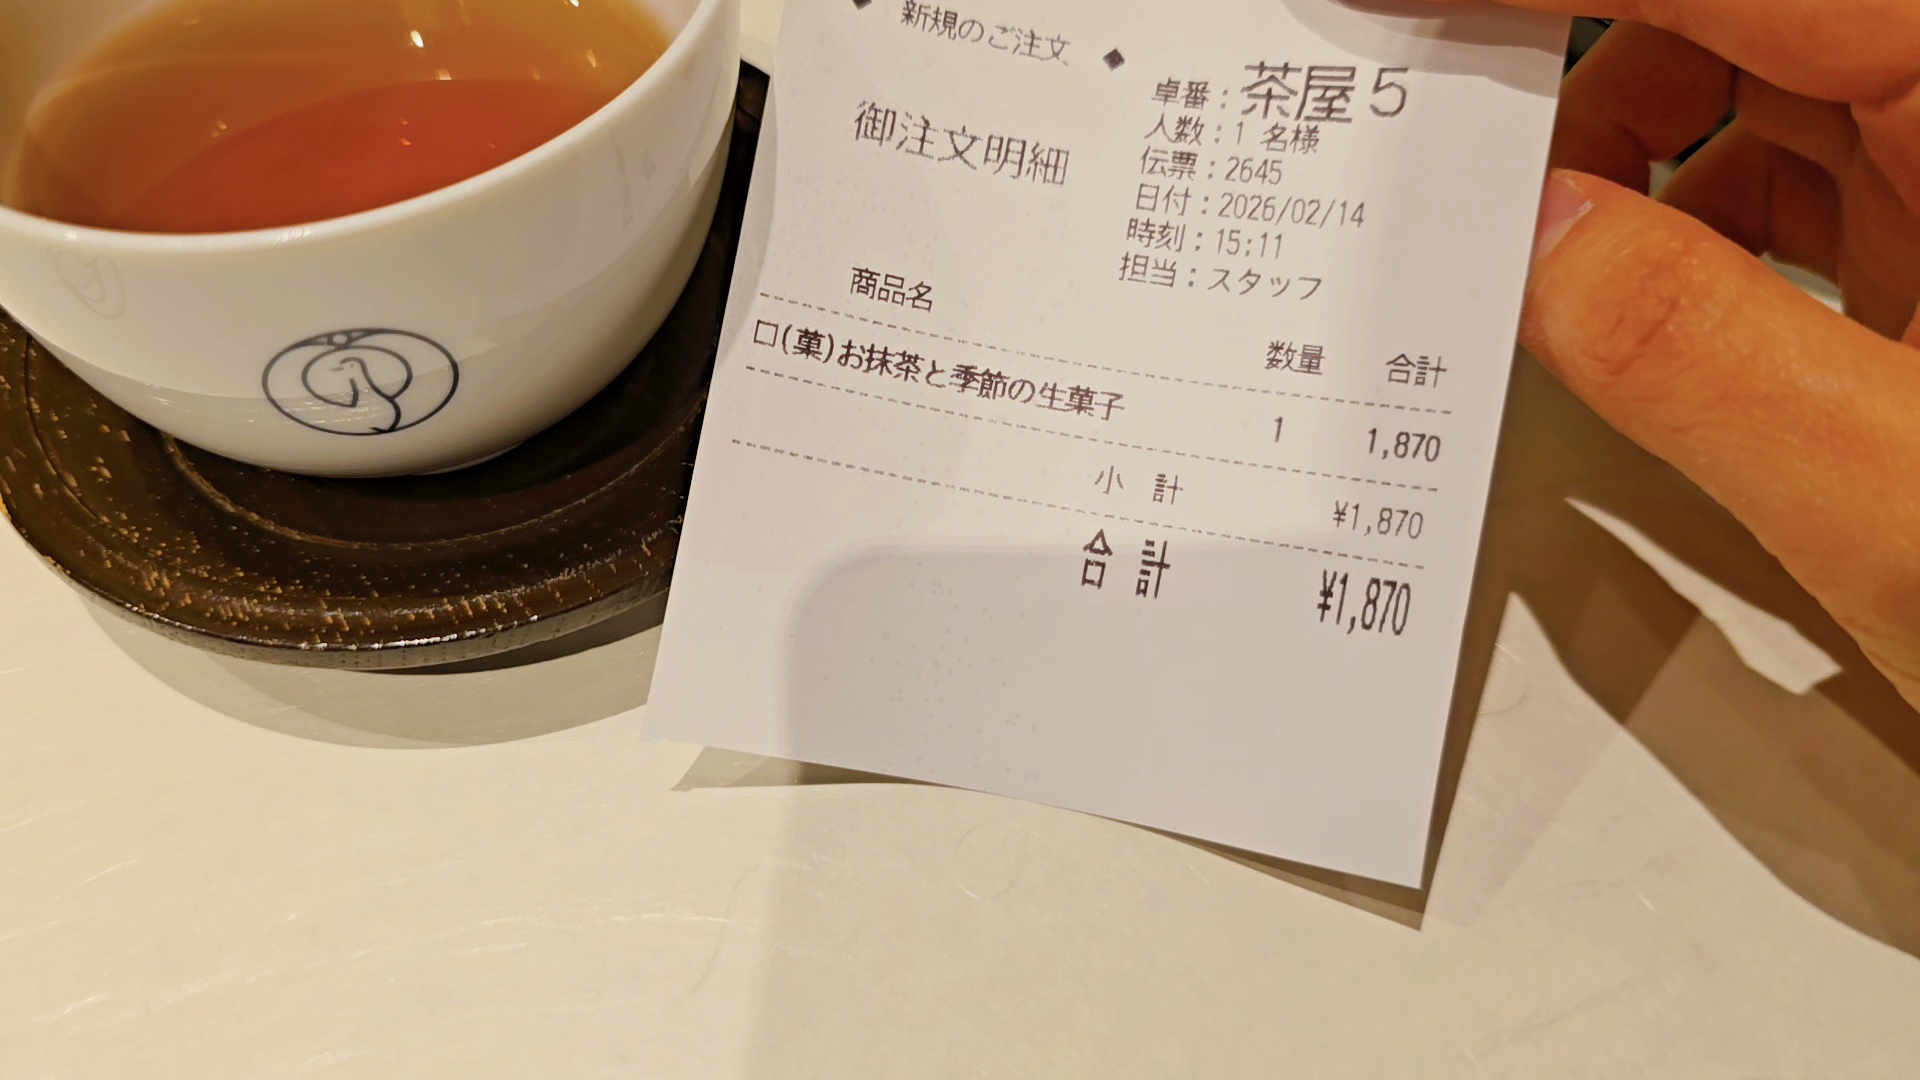 ◆ 新規のご注文 ◆
御注文明細
卓番：茶屋5
人数：1 名様
伝票：2645
日付：2026/02/14
時刻：15:11
担当：スタッフ
商品名 数量 合計
□(菓)お抹茶と季節の生菓子 1 1,870
小 計 ¥1,870
合 計 ¥1,870